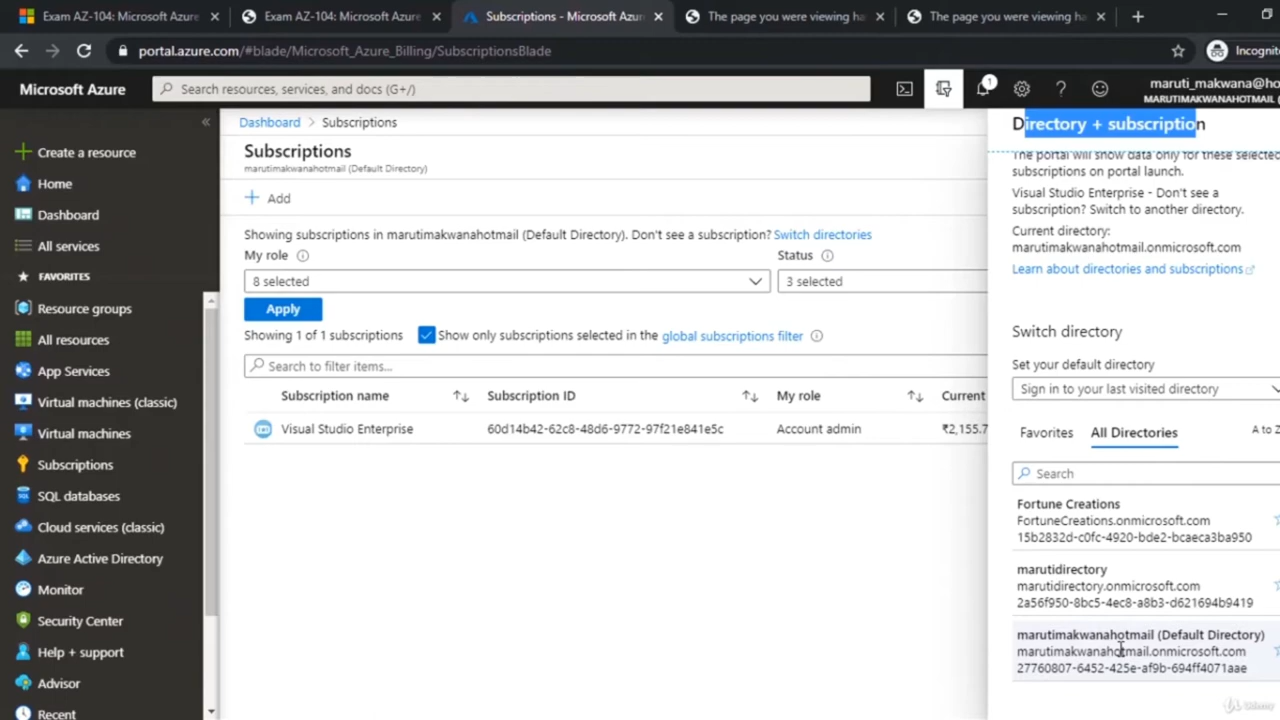 Exam AZ-104: Microsoft Azure
Exam AZ-104: Microsoft Azure
Subscriptions - Microsoft Azur
The page you were viewing ha
The page you were viewing ha
portal.azure.com/#blade/Microsoft_Azure_Billing/SubscriptionsBlade
Incognito
Microsoft Azure
Search resources, services, and docs (G+/)
1
maruti_makwana@ho
MARUTIMAKWANAHOTMAIL (
Create a resource
Home
Dashboard
All services
FAVORITES
Resource groups
All resources
App Services
Virtual machines (classic)
Virtual machines
Subscriptions
SQL databases
Cloud services (classic)
Azure Active Directory
Monitor
Security Center
Help + support
Advisor
Recent
Dashboard > Subscriptions
Subscriptions
marutimakwanahotmail (Default Directory)
Add
Showing subscriptions in marutimakwanahotmail (Default Directory). Don't see a subscription? Switch directories
My role
Status
8 selected
3 selected
Apply
Showing 1 of 1 subscriptions
Show only subscriptions selected in the global subscriptions filter
Search to filter items...
Subscription name
Subscription ID
My role
Current
Visual Studio Enterprise
60d14b42-62c8-48d6-9772-97f21e841e5c
Account admin
₹2,155.7
Directory + subscription
The portal will show data only for these selected
subscriptions on portal launch.
Visual Studio Enterprise - Don't see a
subscription? Switch to another directory.
Current directory:
marutimakwanahotmail.onmicrosoft.com
Learn about directories and subscriptions
Switch directory
Set your default directory
Sign in to your last visited directory
Favorites
All Directories
A to Z
Search
Fortune Creations
FortuneCreations.onmicrosoft.com
15b2832d-c0fc-4920-bde2-bcaeca3ba950
marutidirectory
marutidirectory.onmicrosoft.com
2a56f950-8bc5-4ec8-a8b3-d621694b9419
marutimakwanahotmail (Default Directory)
marutimakwanahotmail.onmicrosoft.com
27760807-6452-425e-af9b-694ff4071aae
Udemy